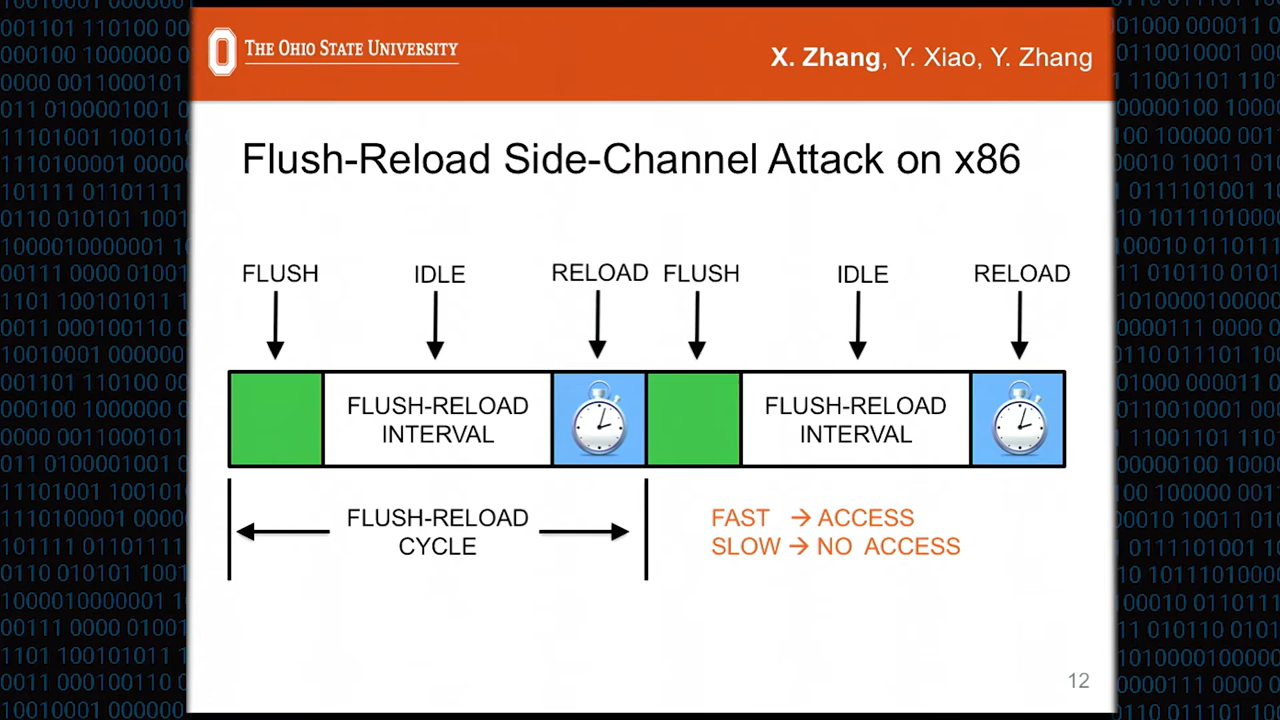 THE OHIO STATE UNIVERSITY
X. Zhang, Y. Xiao, Y. Zhang
Flush-Reload Side-Channel Attack on x86
FLUSH IDLE RELOAD FLUSH IDLE RELOAD
FLUSH-RELOAD
INTERVAL
FLUSH-RELOAD
INTERVAL
FLUSH-RELOAD
CYCLE
FAST → ACCESS
SLOW → NO ACCESS
12